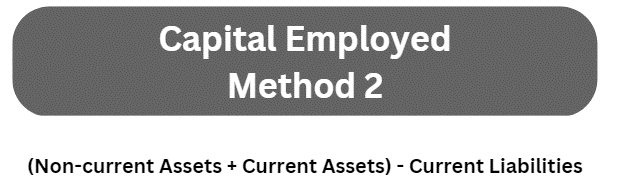 Capital Employed
Method 2
(Non-current Assets + Current Assets) - Current Liabilities